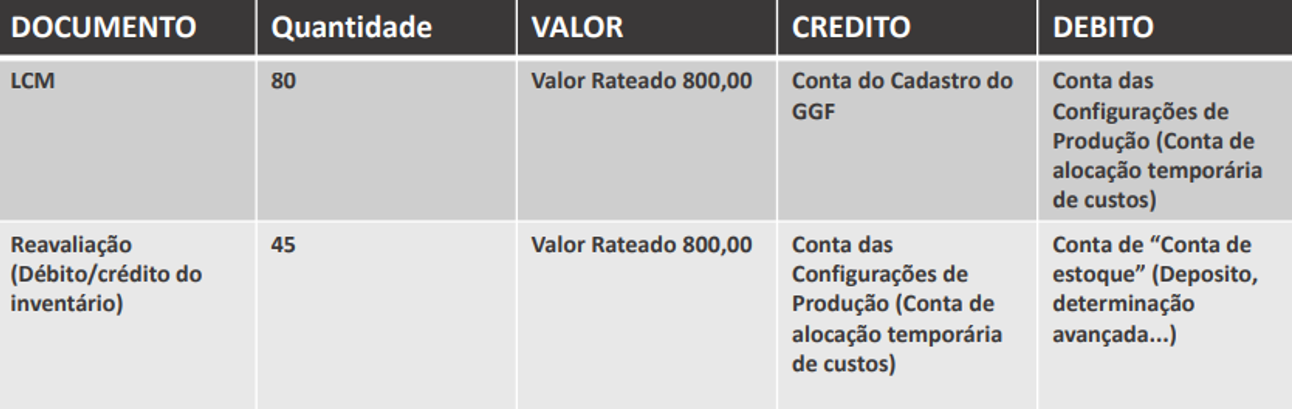 DOCUMENTO Quantidade VALOR CREDITO DEBITO
LCM
80
Valor Rateado 800,00
Conta do Cadastro do
GGF
Conta das
Configurações de
Produção (Conta de
alocação temporária
de custos)
Reavaliação
(Débito/crédito do
inventário)
45
Valor Rateado 800,00
Conta das
Configurações de
Produção (Conta de
alocação temporária
de custos)
Conta de “Conta de
estoque” (Deposito,
determinação
avançada...)